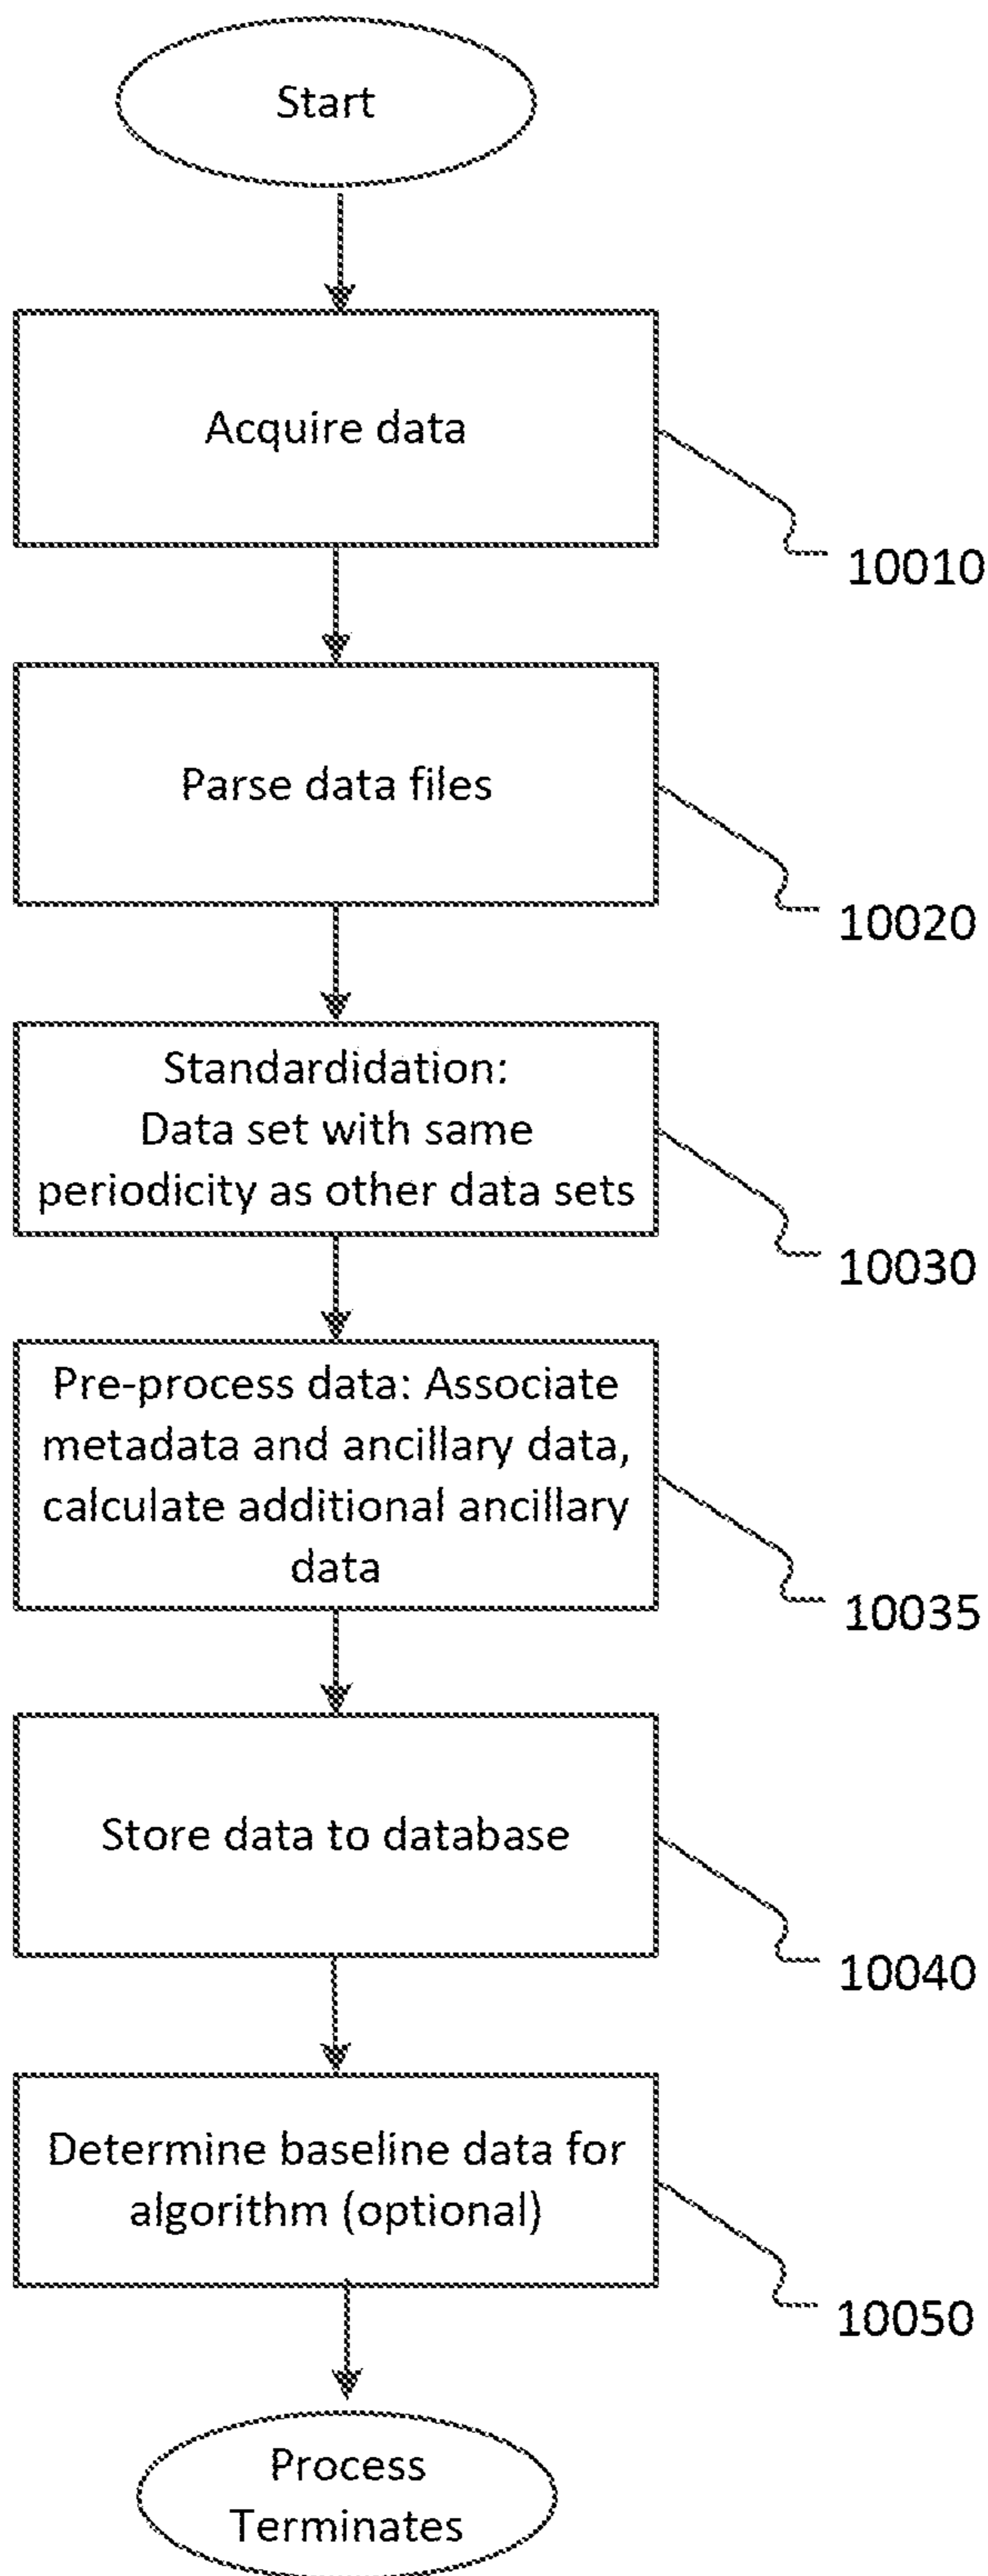 Start
Acquire data
10010
Parse data files
10020
Standardidation:
Data set with same
periodicity as other data sets
10030
Pre-process data: Associate
metadata and ancillary data,
calculate additional ancillary
data
10035
Store data to database
10040
Determine baseline data for
algorithm (optional)
10050
Process
Terminates